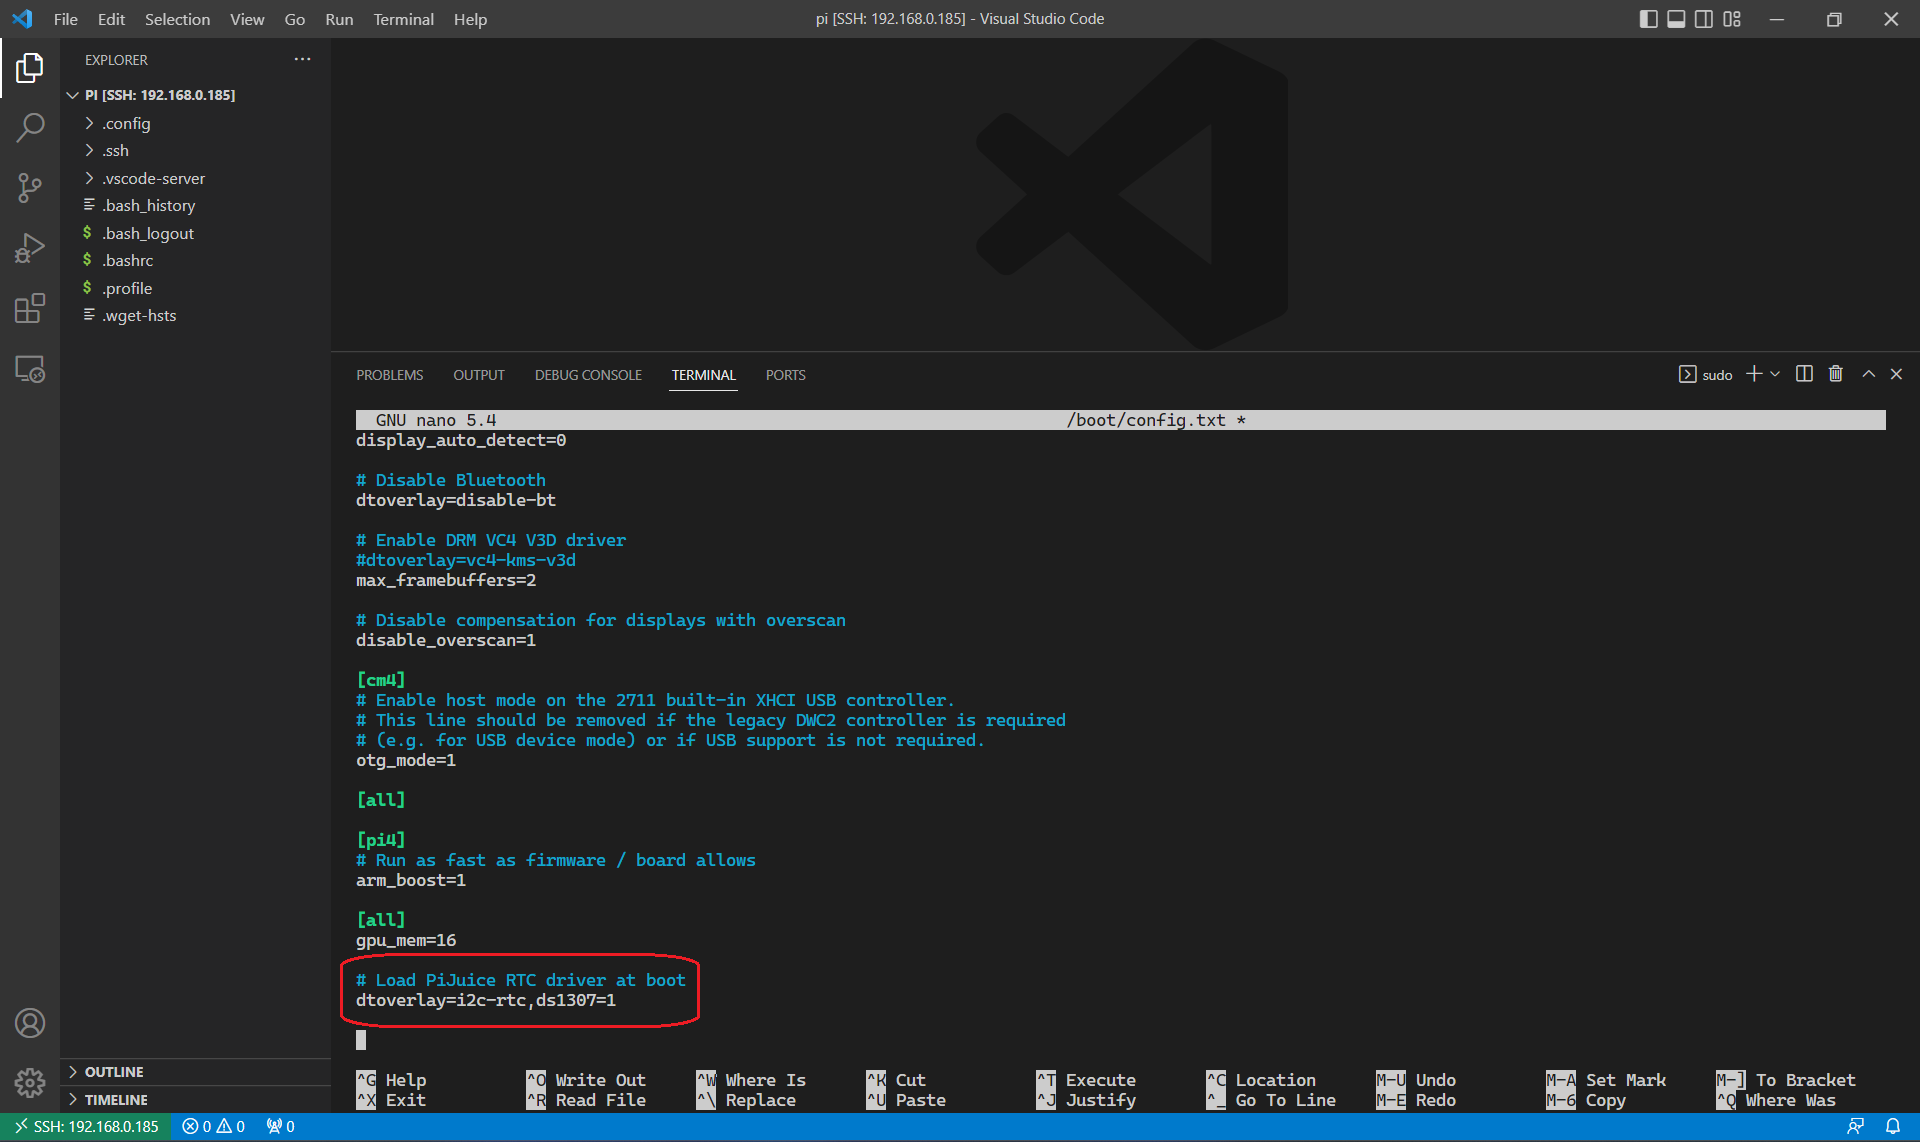 File Edit Selection View Go Run Terminal Help
pi [SSH: 192.168.0.185] - Visual Studio Code
EXPLORER
PI [SSH: 192.168.0.185]
.config
.ssh
.vscode-server
.bash_history
$ .bash_logout
$ .bashrc
$ .profile
.wget-hsts
OUTLINE
TIMELINE
PROBLEMS OUTPUT DEBUG CONSOLE TERMINAL PORTS
sudo
GNU nano 5.4 /boot/config.txt *
display_auto_detect=0
# Disable Bluetooth
dtoverlay=disable-bt
# Enable DRM VC4 V3D driver
#dtoverlay=vc4-kms-v3d
max_framebuffers=2
# Disable compensation for displays with overscan
disable_overscan=1
[cm4]
# Enable host mode on the 2711 built-in XHCI USB controller.
# This line should be removed if the legacy DWC2 controller is required
# (e.g. for USB device mode) or if USB support is not required.
otg_mode=1
[all]
[pi4]
# Run as fast as firmware / board allows
arm_boost=1
[all]
gpu_mem=16
# Load PiJuice RTC driver at boot
dtoverlay=i2c-rtc,ds1307=1
^G Help ^O Write Out ^W Where Is ^K Cut ^T Execute ^C Location M-U Undo M-A Set Mark M-] To Bracket
^X Exit ^R Read File ^\ Replace ^U Paste ^J Justify ^_ Go To Line M-E Redo M-6 Copy ^Q Where Was
SSH: 192.168.0.185 0 0 0